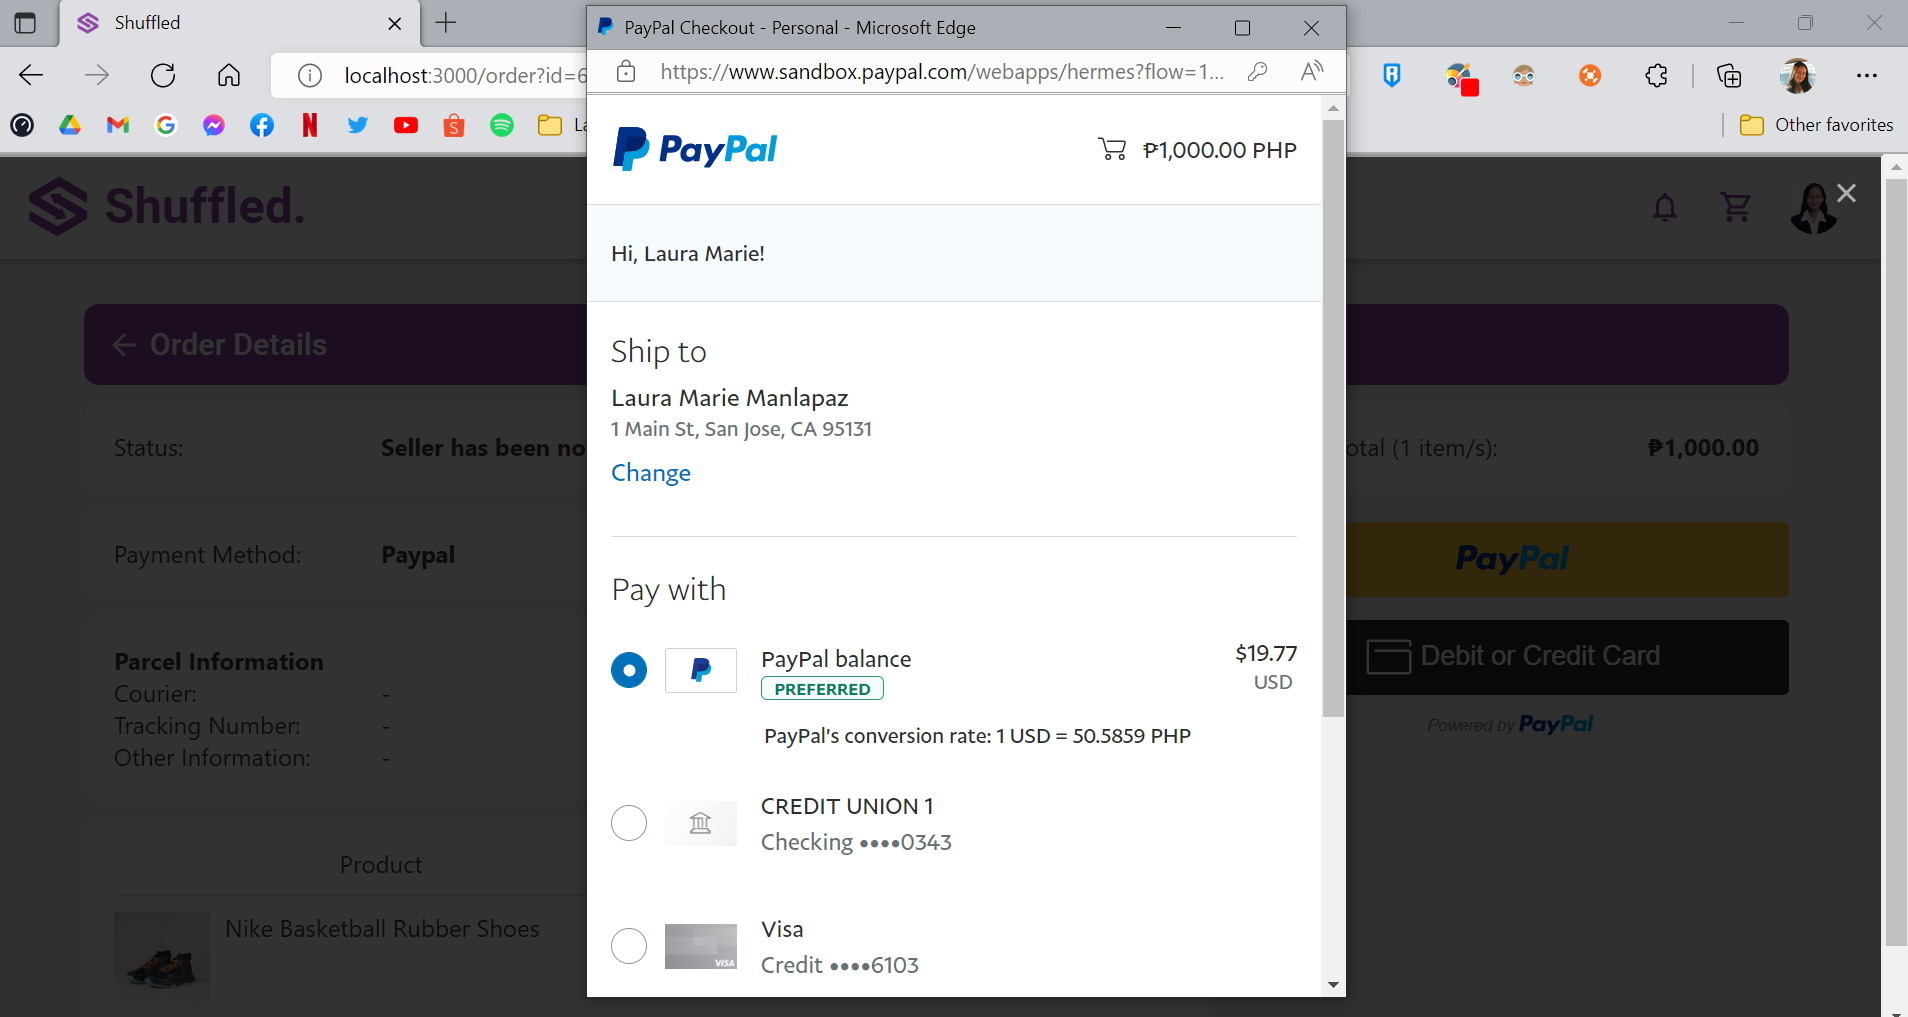 Shuffled
PayPal Checkout - Personal - Microsoft Edge
localhost:3000/order?id=6
https://www.sandbox.paypal.com/webapps/hermes?flow=1...
Other favorites
Shuffled.
PayPal
₱1,000.00 PHP
Hi, Laura Marie!
Order Details
Ship to
Laura Marie Manlapaz
1 Main St, San Jose, CA 95131
Change
Status:
Seller has been no
otal (1 item/s):
₱1,000.00
Payment Method:
Paypal
PayPal
Debit or Credit Card
Powered by PayPal
Pay with
PayPal balance
PREFERRED
$19.77
USD
PayPal's conversion rate: 1 USD = 50.5859 PHP
Parcel Information
Courier: -
Tracking Number: -
Other Information: -
CREDIT UNION 1
Checking ••••0343
Visa
Credit ••••6103
VISA
Product
Nike Basketball Rubber Shoes